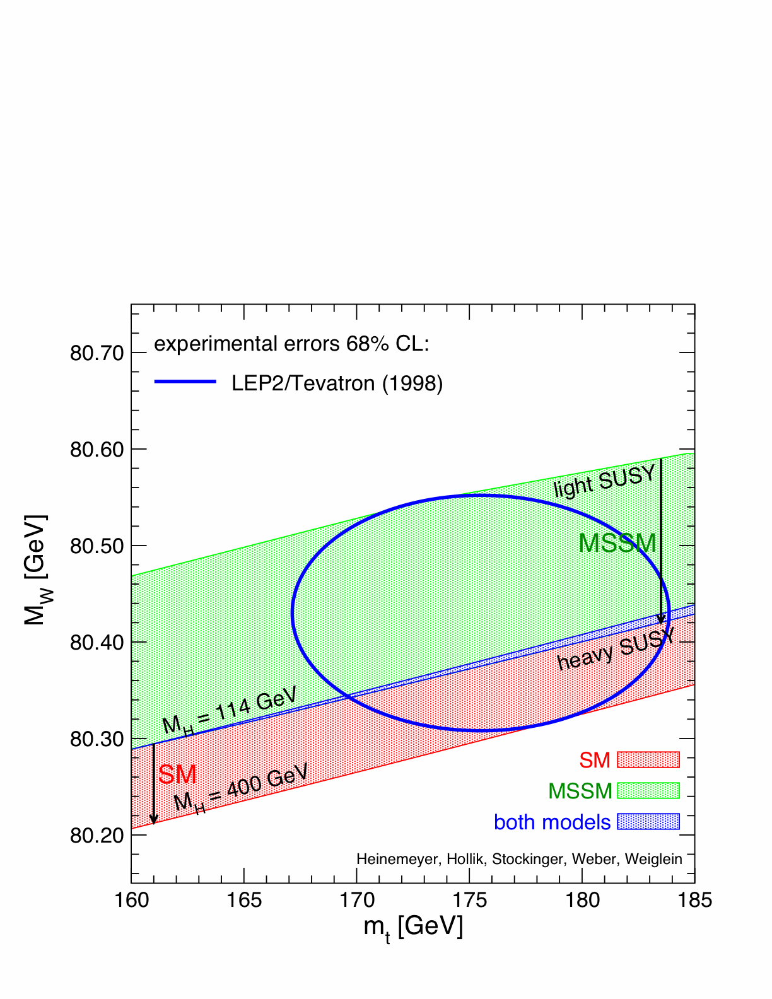 experimental errors 68% CL:
LEP2/Tevatron (1998)
80.70
80.60
80.50
80.40
80.30
80.20
M_W [GeV]
light SUSY
MSSM
heavy SUSY
M_H = 114 GeV
SM
M_H = 400 GeV
SM
MSSM
both models
Heinemeyer, Hollik, Stockinger, Weber, Weiglein
160 165 170 175 180 185
m_t [GeV]